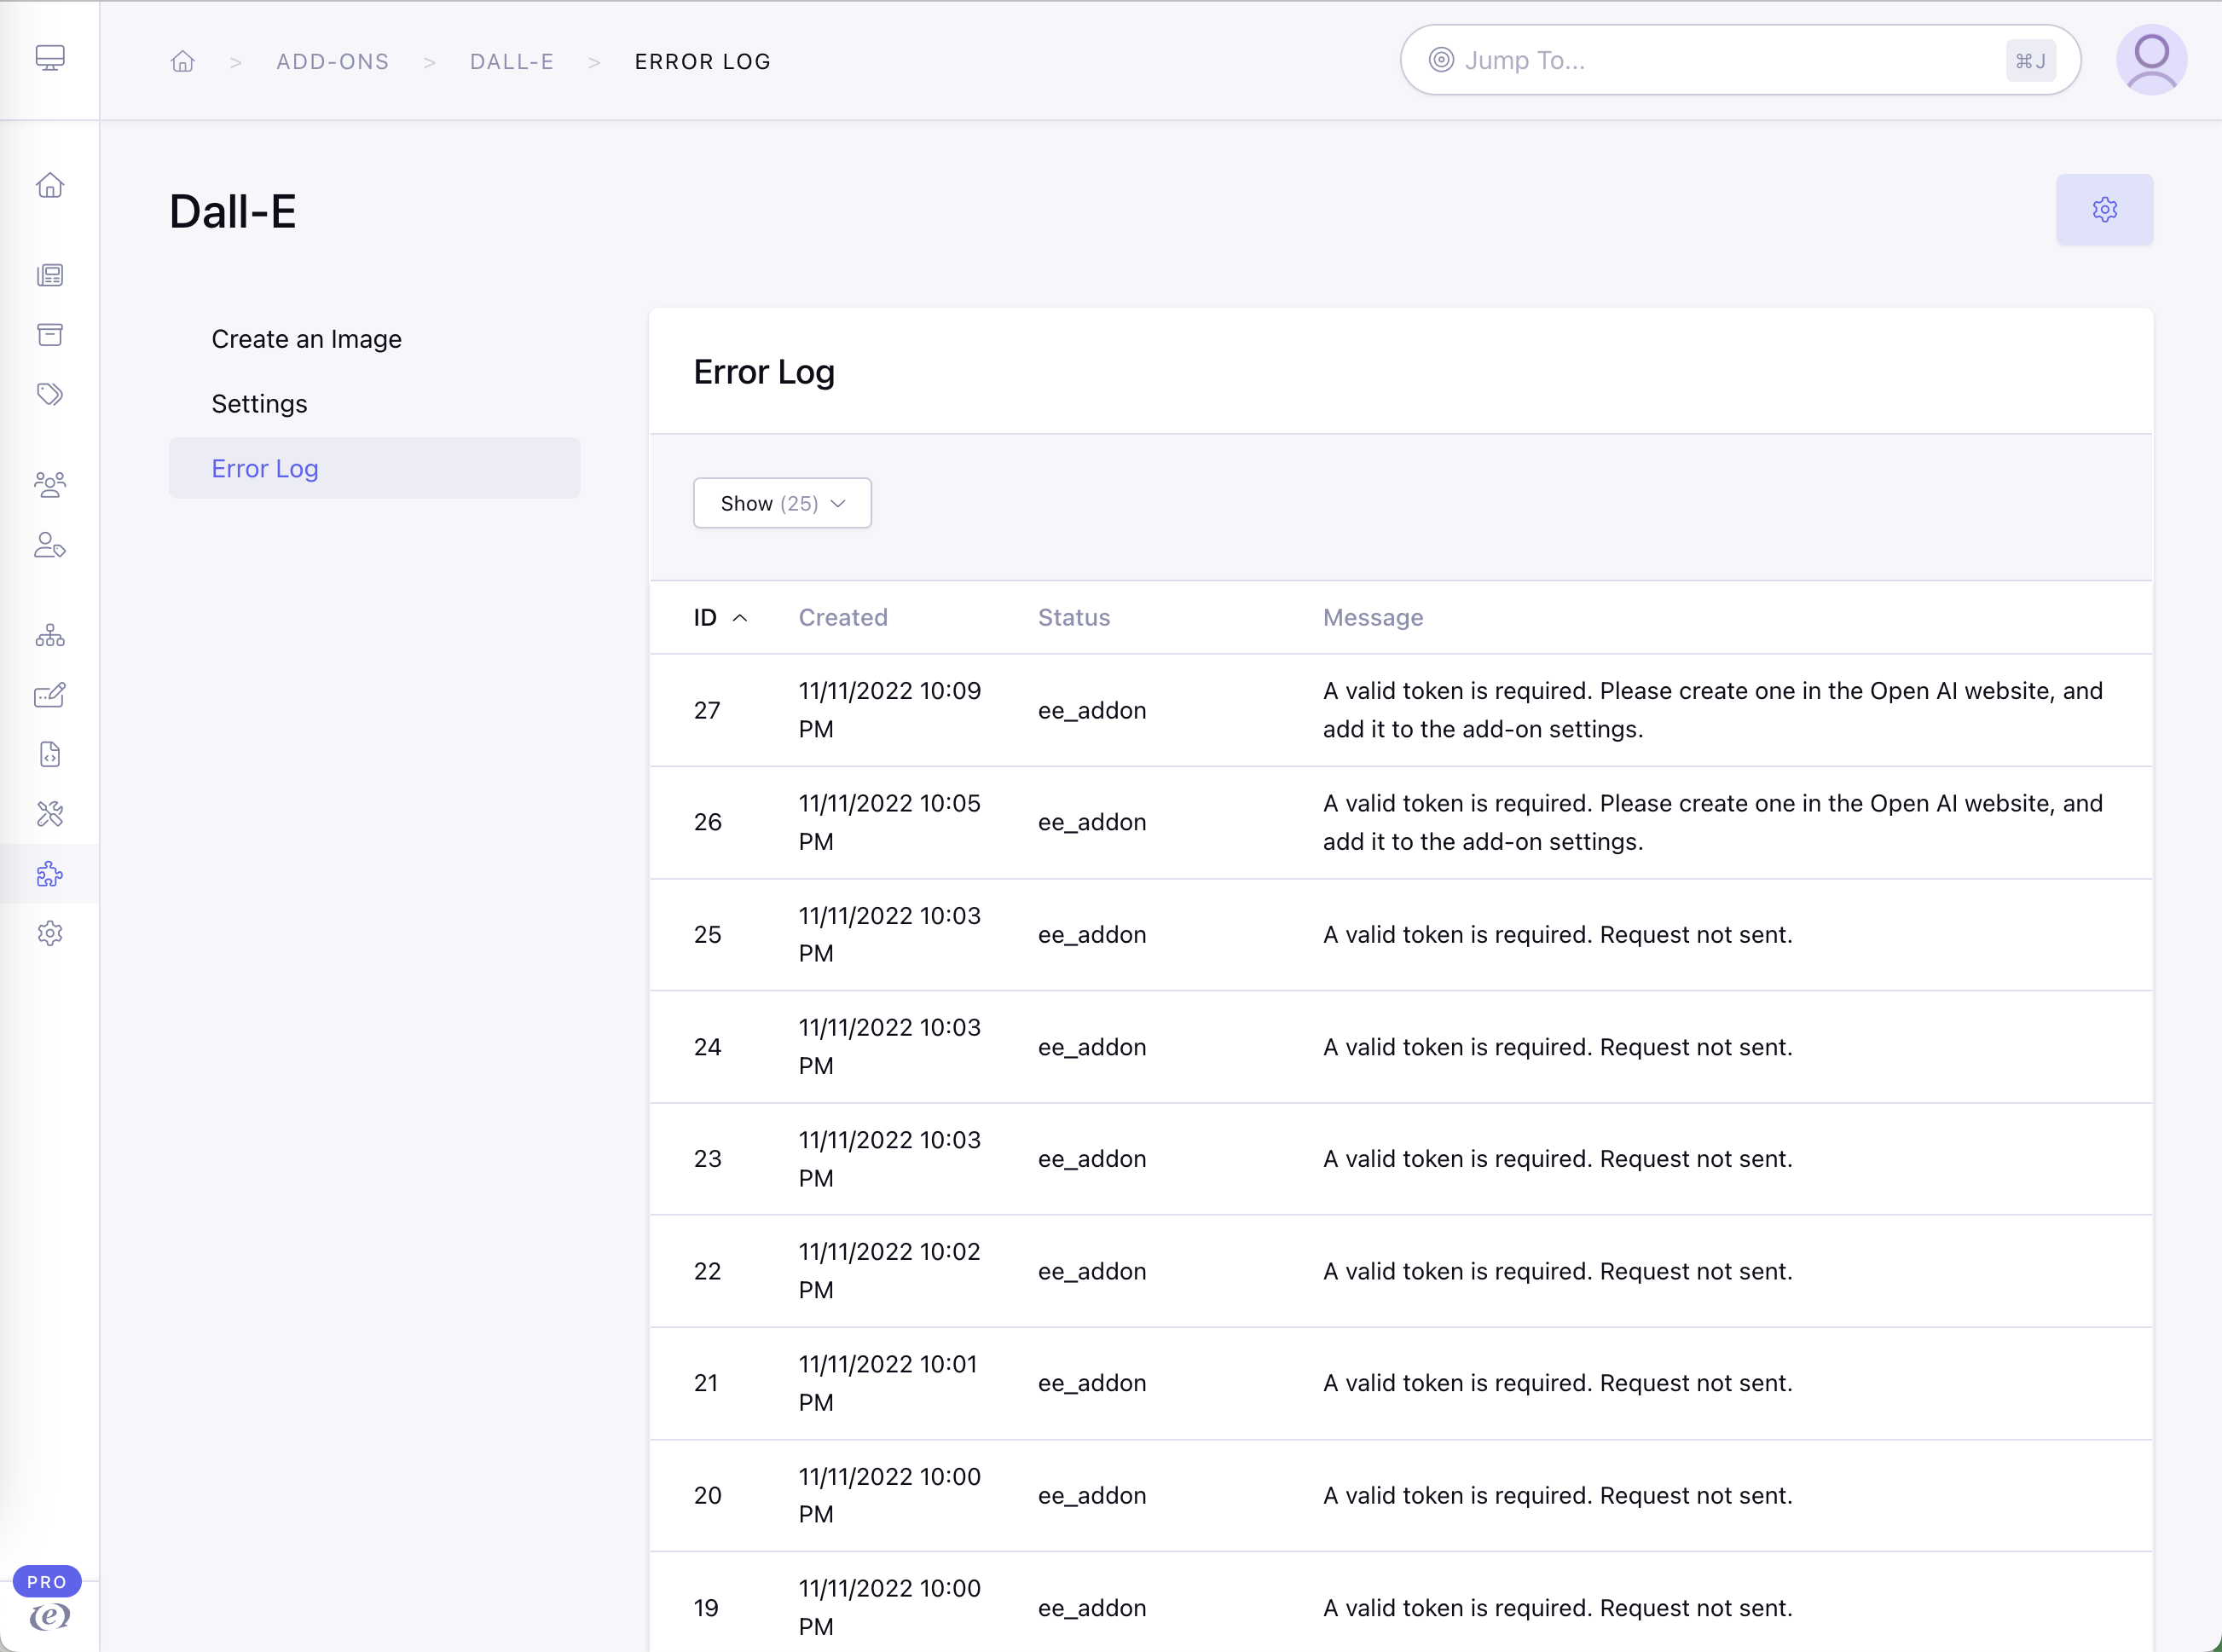 > ADD-ONS > DALL-E > ERROR LOG
Jump To... ⌘J
Dall-E
Create an Image
Settings
Error Log
Error Log
Show (25)
ID Created Status Message
27 11/11/2022 10:09 PM ee_addon A valid token is required. Please create one in the Open AI website, and
add it to the add-on settings.
26 11/11/2022 10:05 PM ee_addon A valid token is required. Please create one in the Open AI website, and
add it to the add-on settings.
25 11/11/2022 10:03 PM ee_addon A valid token is required. Request not sent.
24 11/11/2022 10:03 PM ee_addon A valid token is required. Request not sent.
23 11/11/2022 10:03 PM ee_addon A valid token is required. Request not sent.
22 11/11/2022 10:02 PM ee_addon A valid token is required. Request not sent.
21 11/11/2022 10:01 PM ee_addon A valid token is required. Request not sent.
20 11/11/2022 10:00 PM ee_addon A valid token is required. Request not sent.
19 11/11/2022 10:00 PM ee_addon A valid token is required. Request not sent.
PRO
e